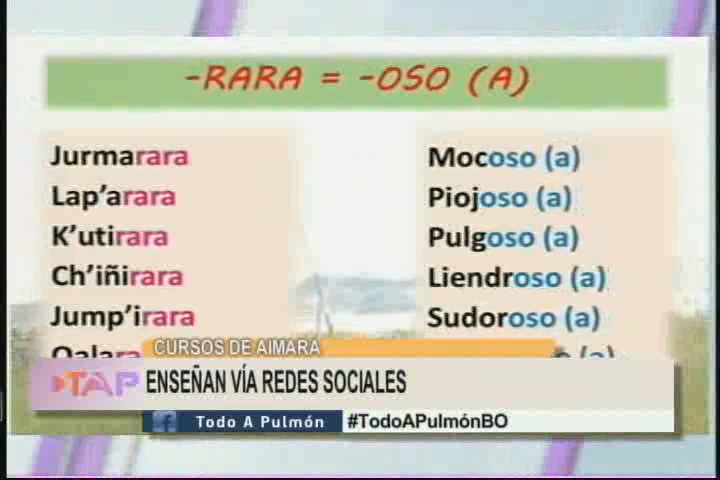 -RARA = -OSO (A)
Jurmarara Mocoso (a)
Lap'arara Piojoso (a)
K'utirara Pulgoso (a)
Ch'iñirara Liendroso (a)
Jump'irara Sudoroso (a)
CURSOS DE AIMARA
TAP ENSEÑAN VÍA REDES SOCIALES
Todo A Pulmón #TodoAPulmónBO